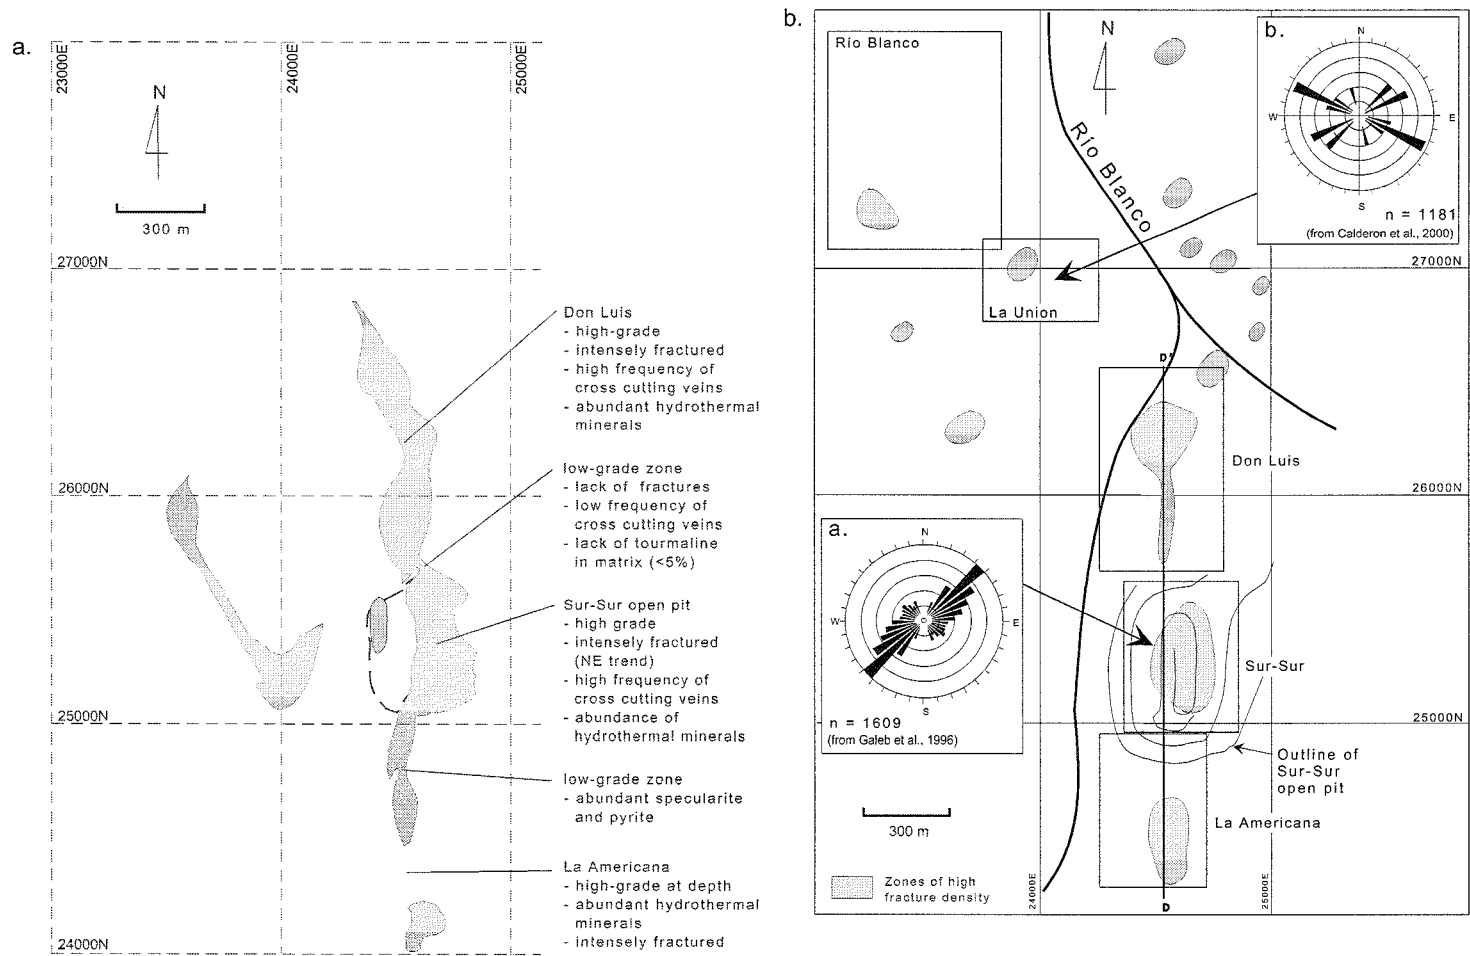 a.
23000E
24000E
25000E
N
300 m
27000N
26000N
25000N
24000N
Don Luis
- high-grade
- intensely fractured
- high frequency of
cross cutting veins
- abundant hydrothermal
minerals
low-grade zone
- lack of fractures
- low frequency of
cross cutting veins
- lack of tourmaline
in matrix (<5%)
Sur-Sur open pit
- high grade
- intensely fractured
(NE trend)
- high frequency of
cross cutting veins
- abundance of
hydrothermal minerals
low-grade zone
- abundant specularite
and pyrite
La Americana
- high-grade at depth
- abundant hydrothermal
minerals
- intensely fractured
b.
Río Blanco
N
Río Blanco
b.
N
W
E
S
n = 1181
(from Calderon et al., 2000)
27000N
La Union
D'
Don Luis
26000N
a.
N
W
E
S
n = 1609
(from Galeb et al., 1996)
Sur-Sur
25000N
Outline of
Sur-Sur
open pit
300 m
La Americana
Zones of high
fracture density
24000E
25000E
D